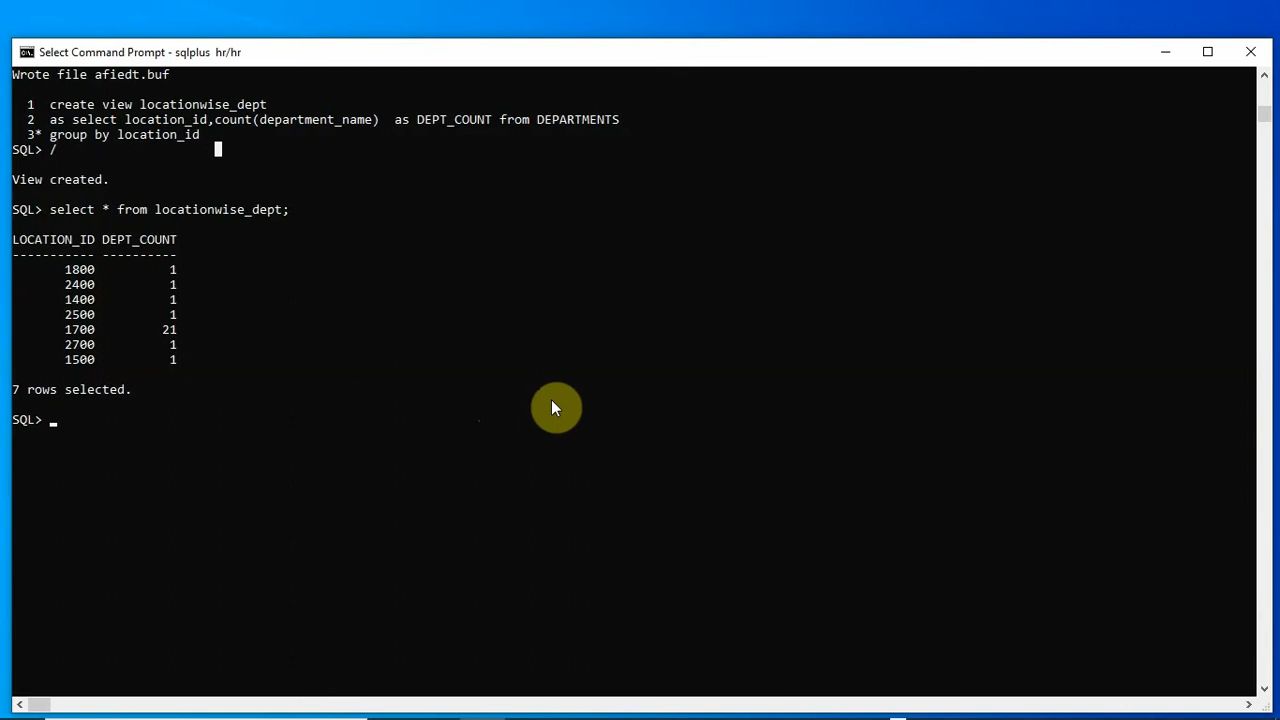 Select Command Prompt - sqlplus  hr/hr
Wrote file afiedt.buf
  1  create view locationwise_dept
  2  as select location_id,count(department_name)  as DEPT_COUNT from DEPARTMENTS
  3* group by location_id
SQL> /
View created.
SQL> select * from locationwise_dept;
LOCATION_ID DEPT_COUNT
----------- ----------
       1800          1
       2400          1
       1400          1
       2500          1
       1700         21
       2700          1
       1500          1
7 rows selected.
SQL>